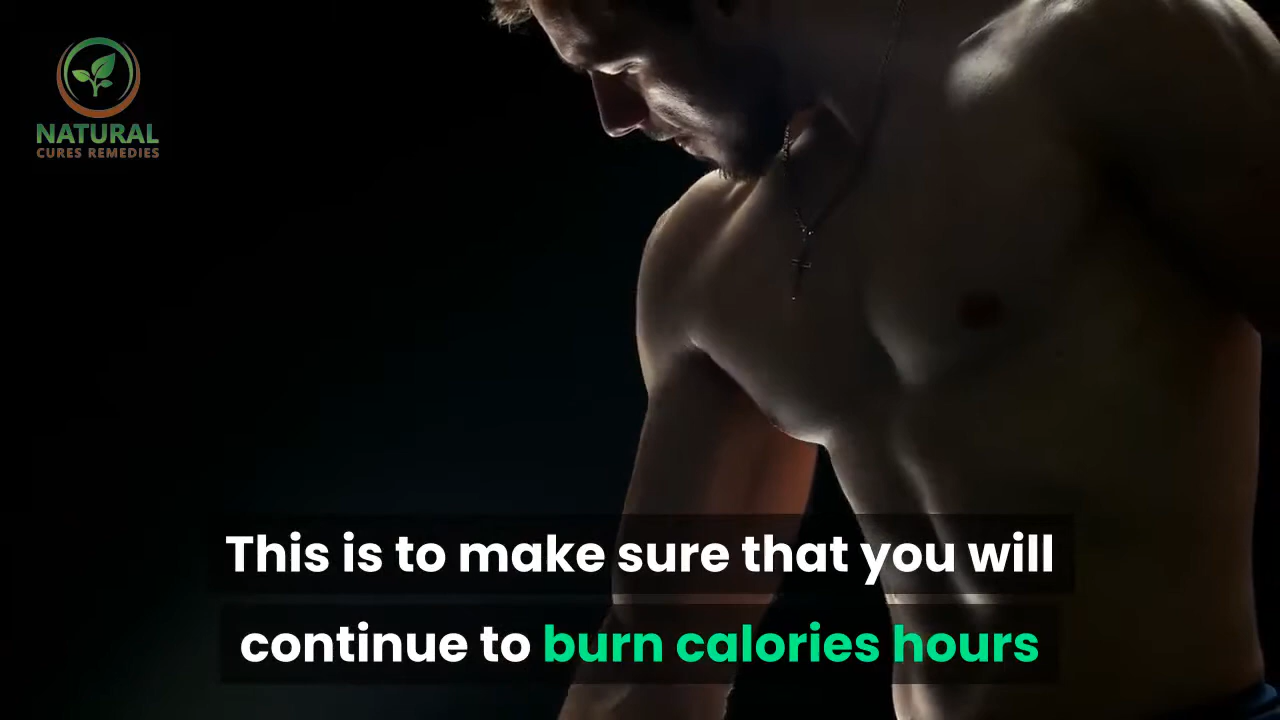 NATURAL
CURES REMEDIES
This is to make sure that you will
continue to burn calories hours